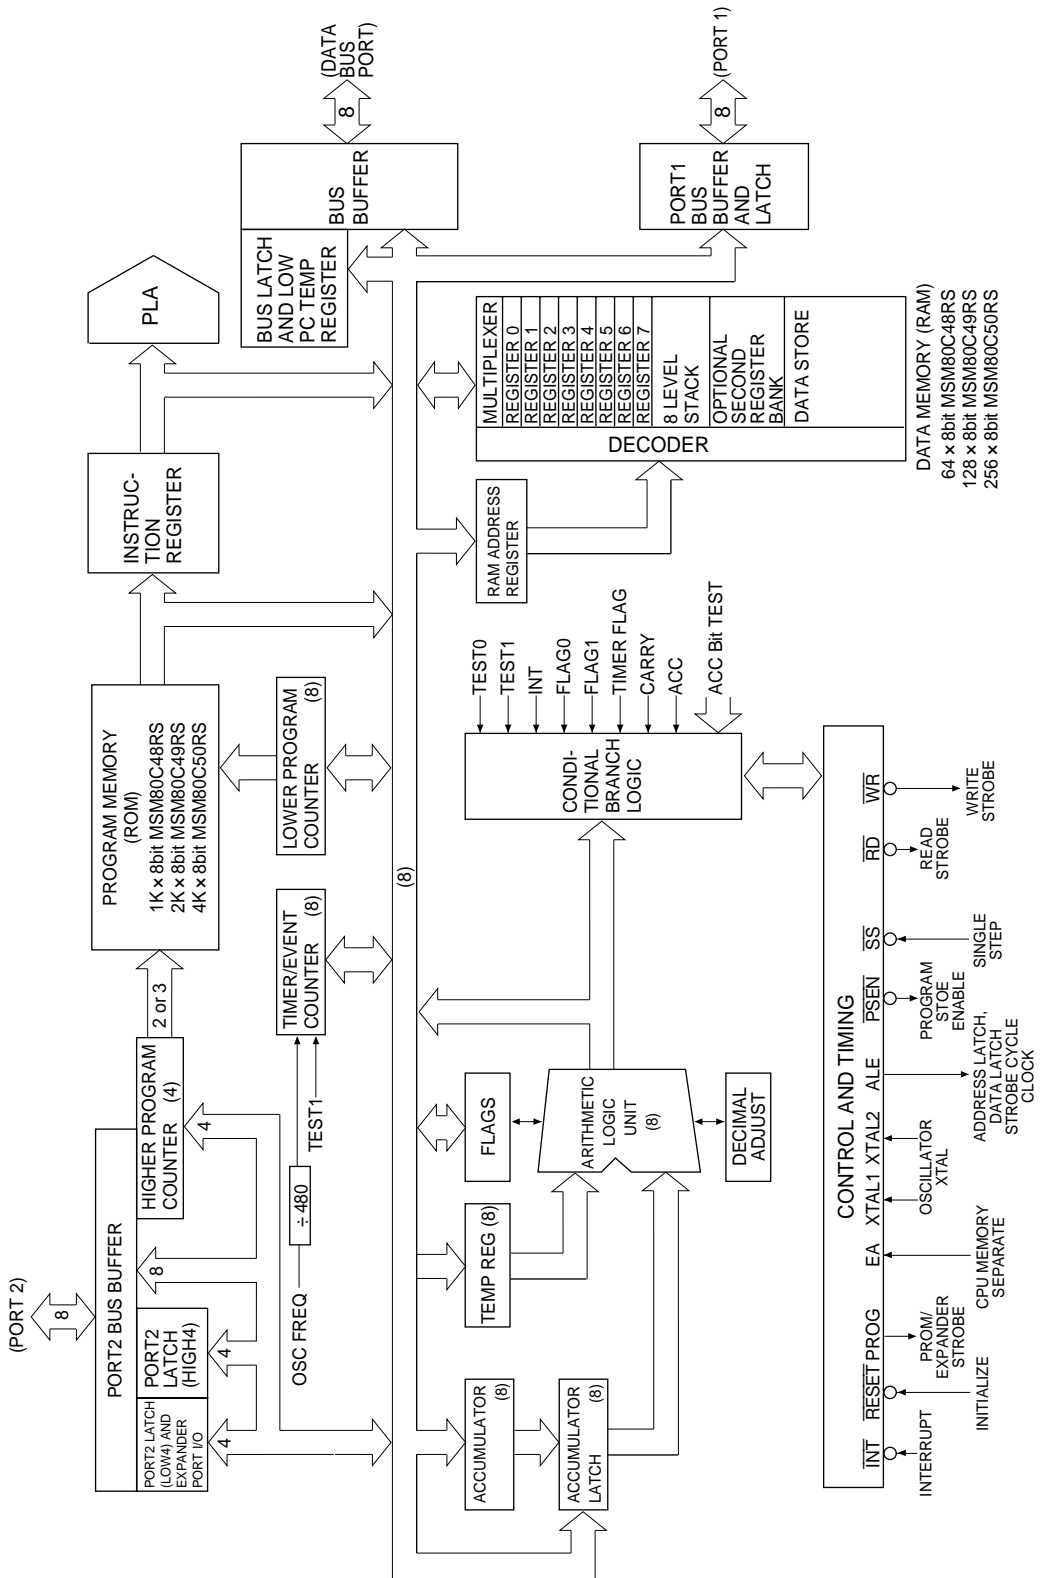 (PORT 2)
8
PORT2 BUS BUFFER
PORT2 LATCH
(LOW4) AND
EXPANDER
PORT I/O
PORT2
LATCH
(HIGH4)
HIGHER PROGRAM
COUNTER (4)
4
4
8
4
2 or 3
PROGRAM MEMORY
(ROM)
1K × 8bit MSM80C48RS
2K × 8bit MSM80C49RS
4K × 8bit MSM80C50RS
INSTRUC-
TION
REGISTER
PLA
OSC FREQ
÷ 480
TEST1
TIMER/EVENT
COUNTER (8)
LOWER PROGRAM
COUNTER (8)
BUS LATCH
AND LOW
PC TEMP
REGISTER
BUS
BUFFER
8
(DATA
BUS
PORT)
(8)
ACCUMULATOR
(8)
ACCUMULATOR
LATCH (8)
TEMP REG (8)
FLAGS
ARITHMETIC
LOGIC
UNIT
(8)
DECIMAL
ADJUST
CONDI-
TIONAL
BRANCH
LOGIC
TEST0
TEST1
INT
FLAG0
FLAG1
TIMER FLAG
CARRY
ACC
ACC Bit TEST
RAM ADDRESS
REGISTER
DECODER
MULTIPLEXER
REGISTER 0
REGISTER 1
REGISTER 2
REGISTER 3
REGISTER 4
REGISTER 5
REGISTER 6
REGISTER 7
8 LEVEL
STACK
OPTIONAL
SECOND
REGISTER
BANK
DATA STORE
DATA MEMORY (RAM)
64 × 8bit MSM80C48RS
128 × 8bit MSM80C49RS
256 × 8bit MSM80C50RS
PORT1
BUS
BUFFER
AND
LATCH
8
(PORT 1)
CONTROL AND TIMING
INT RESET PROG EA XTAL1 XTAL2 ALE PSEN SS RD WR
INTERRUPT
INITIALIZE
PROM/
EXPANDER
STROBE
CPU MEMORY
SEPARATE
OSCILLATOR
XTAL
ADDRESS LATCH,
DATA LATCH
STROBE CYCLE
CLOCK
PROGRAM
STOE
ENABLE
SINGLE
STEP
READ
STROBE
WRITE
STROBE